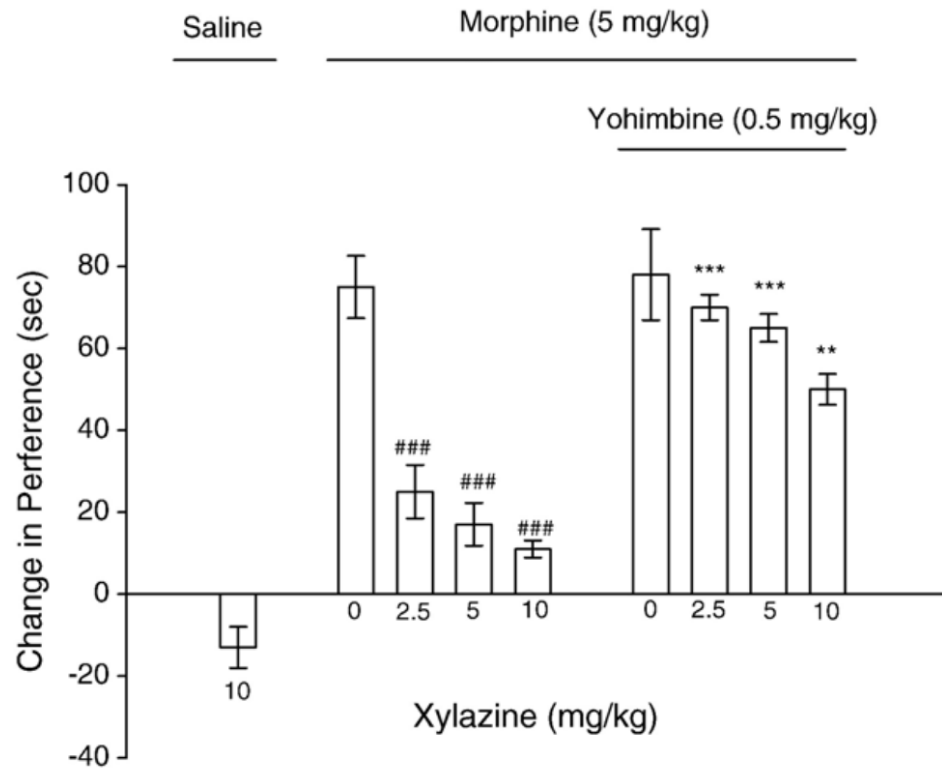 Saline
Morphine (5 mg/kg)
Yohimbine (0.5 mg/kg)
100
80
60
40
20
0
-20
-40
Change in Perference (sec)
###
###
###
***
***
**
0 2.5 5 10
0 2.5 5 10
10
Xylazine (mg/kg)